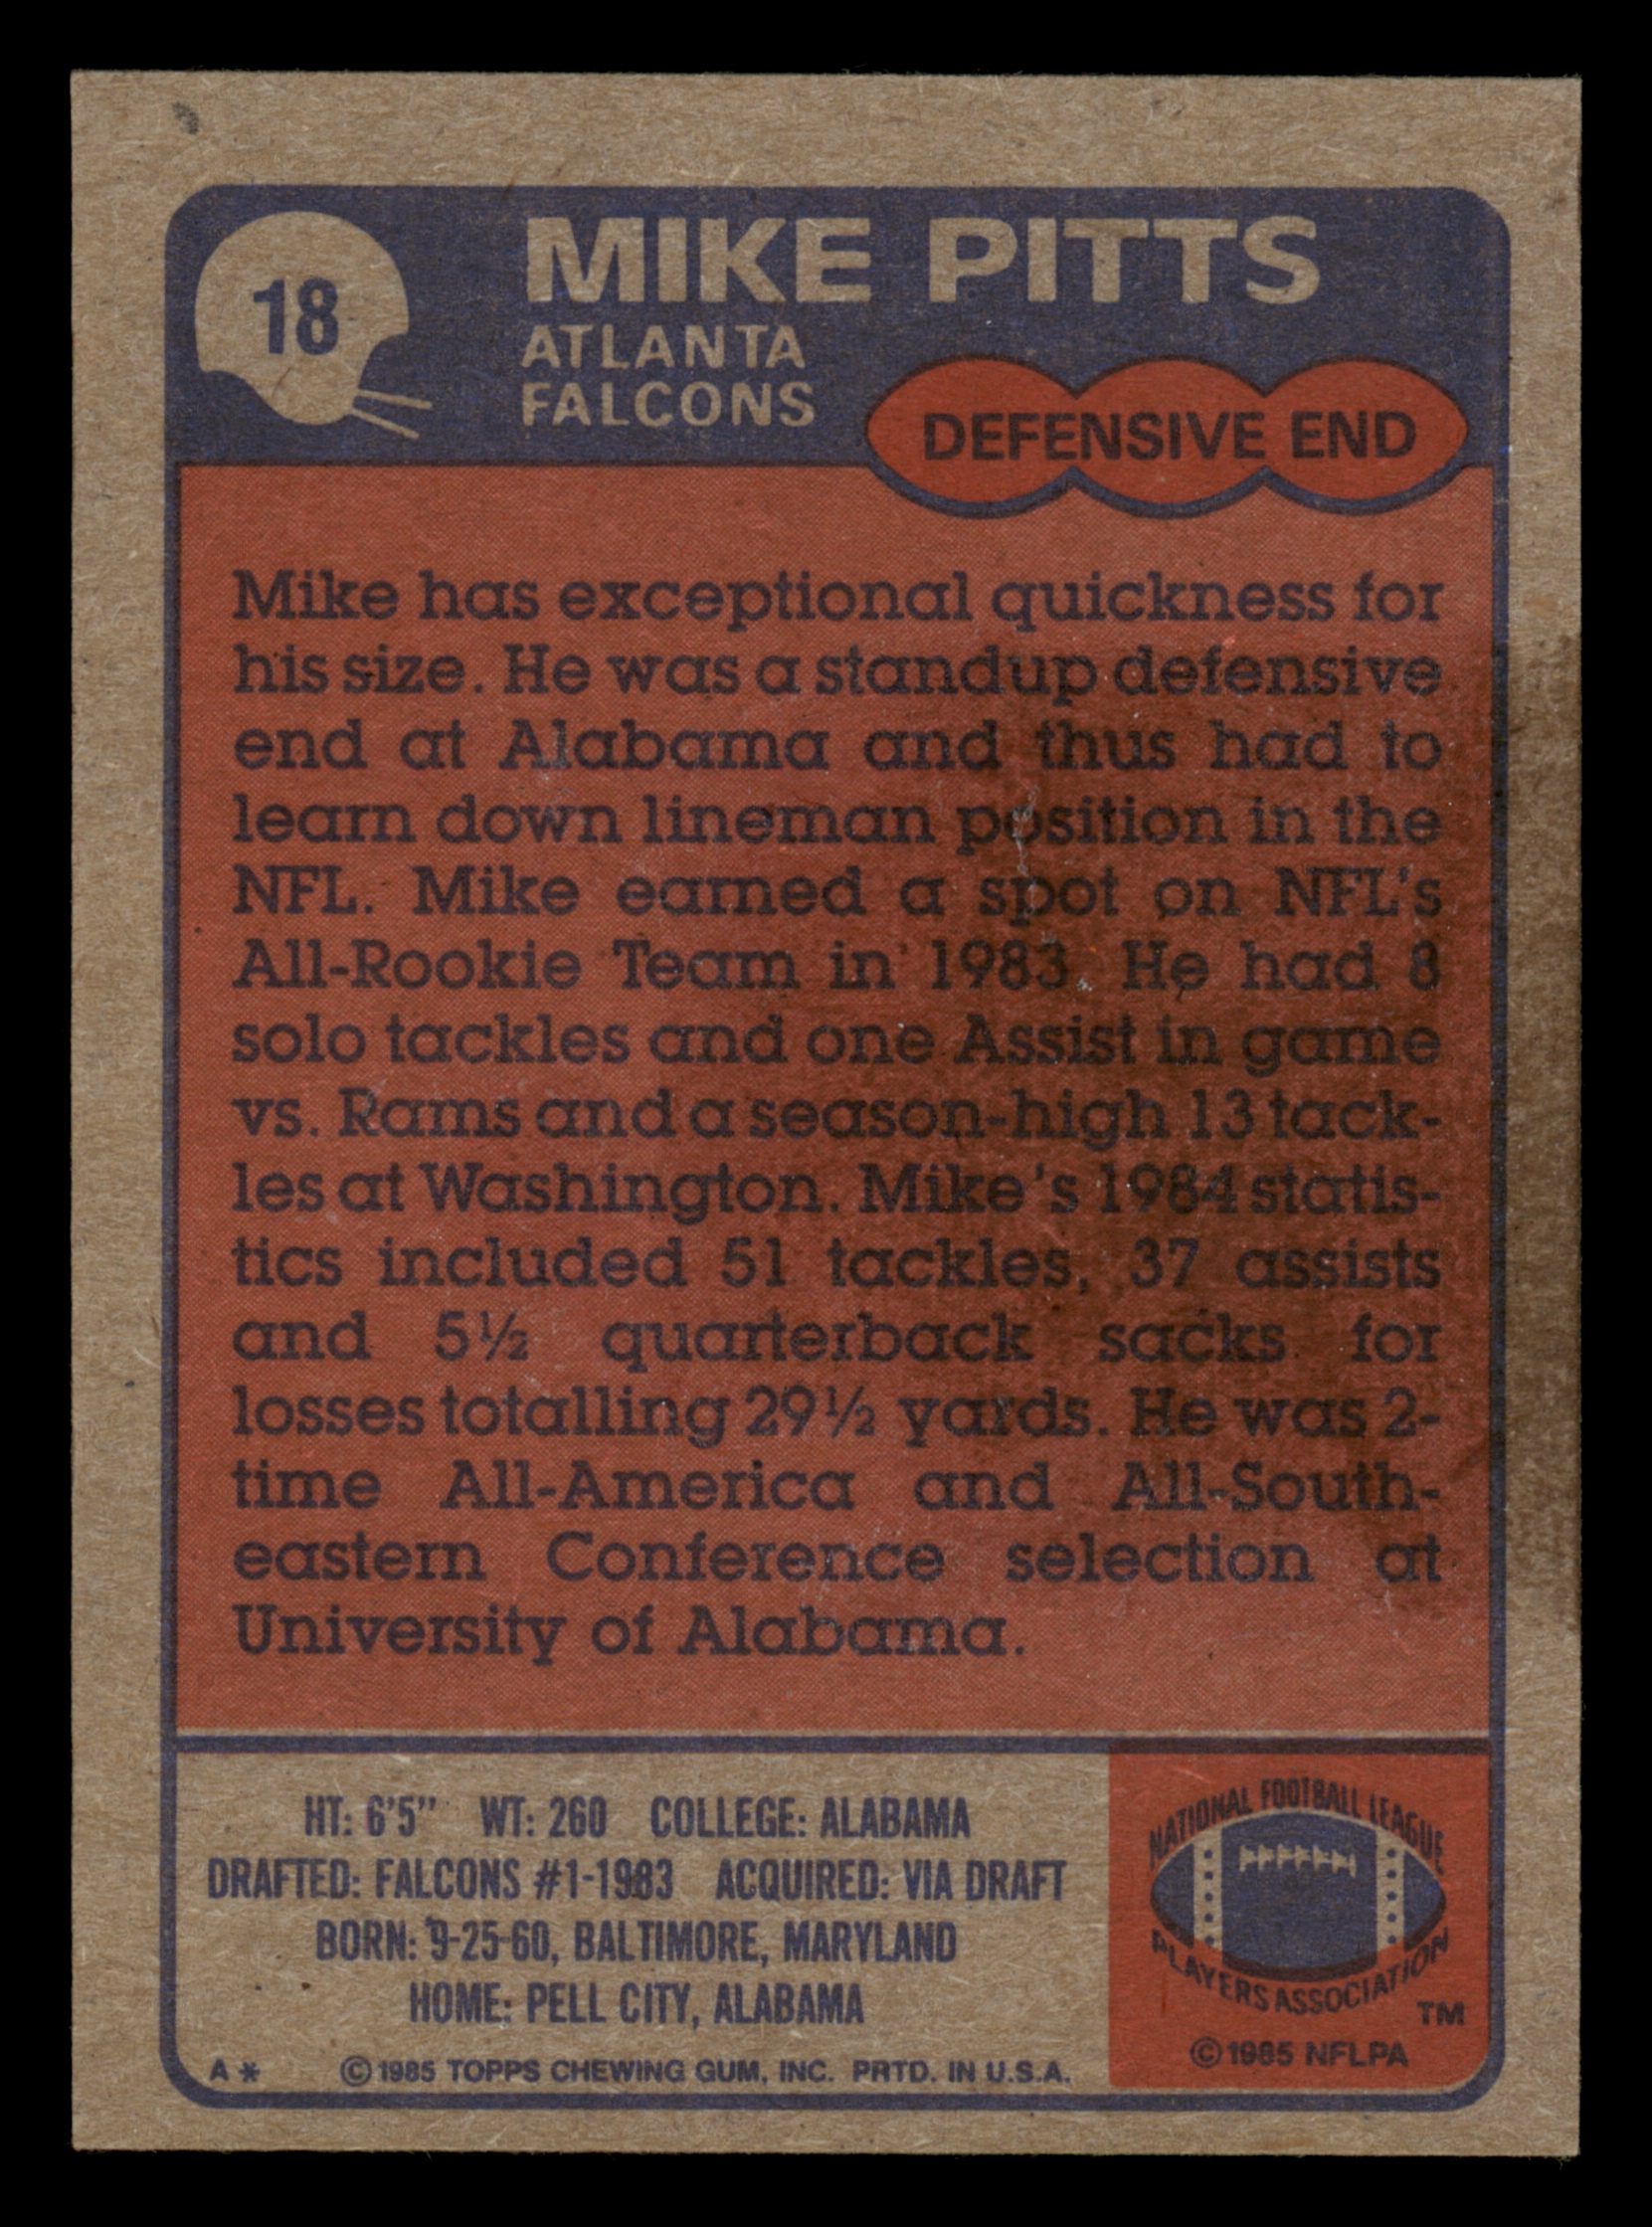 18
MIKE PITTS
ATLANTA
FALCONS
DEFENSIVE END
Mike has exceptional quickness for
his size. He was a standup defensive
end at Alabama and thus had to
learn down lineman position in the
NFL. Mike earned a spot on NFL's
All-Rookie Team in 1983. He had 8
solo tackles and one Assist in game
vs. Rams and a season-high 13 tack-
les at Washington. Mike's 1984 statis-
tics included 51 tackles, 37 assists
and 5½ quarterback sacks for
losses totalling 29½ yards. He was 2-
time All-America and All-South-
eastern Conference selection at
University of Alabama.
HT: 6'5" WT: 260 COLLEGE: ALABAMA
DRAFTED: FALCONS #1-1983 ACQUIRED: VIA DRAFT
BORN: 9-25-60, BALTIMORE, MARYLAND
HOME: PELL CITY, ALABAMA
A* © 1985 TOPPS CHEWING GUM, INC. PRTD. IN U.S.A.
NATIONAL FOOTBALL LEAGUE
PLAYERS ASSOCIATION
TM
© 1985 NFLPA